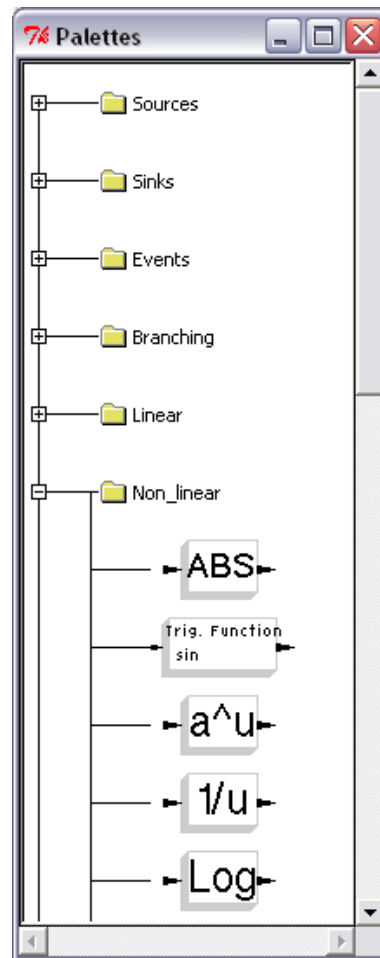 Palettes
Sources
Sinks
Events
Branching
Linear
Non_linear
ABS
Trig. Function
sin
a^u
1/u
Log